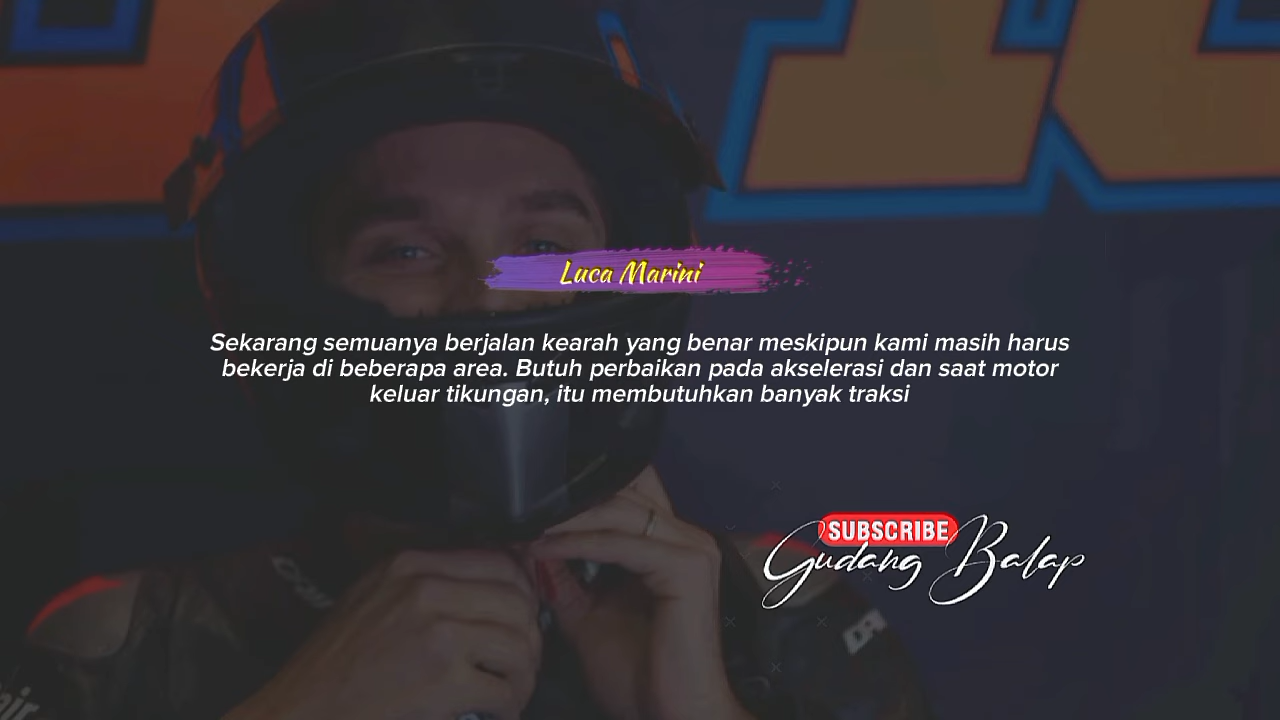 Luca Marini
Sekarang semuanya berjalan kearah yang benar meskipun kami masih harus
bekerja di beberapa area. Butuh perbaikan pada akselerasi dan saat motor
keluar tikungan, itu membutuhkan banyak traksi
SUBSCRIBE
Gudang Balap